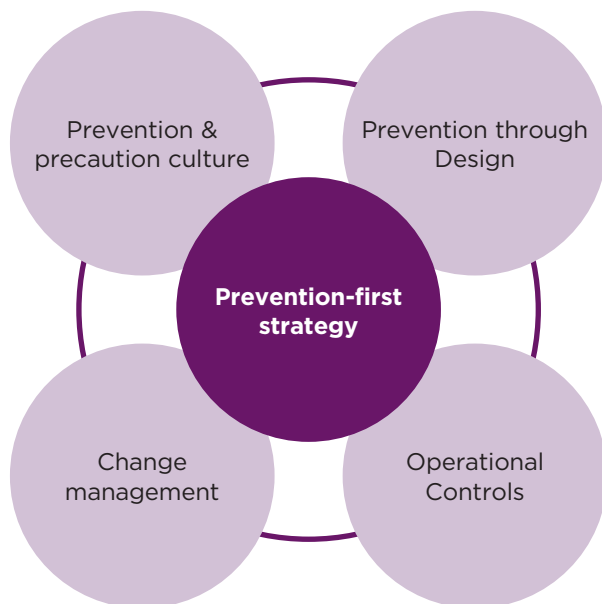 Prevention &
precaution culture
Prevention through
Design
Prevention-first
strategy
Change
management
Operational
Controls